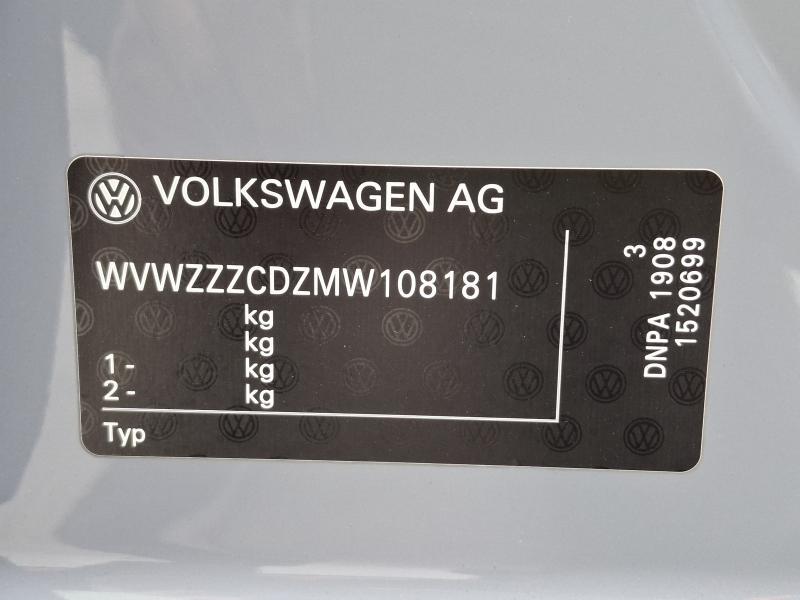 VOLKSWAGEN AG
WVWZZZCDZMW108181
kg
kg
1 - kg
2 - kg
Typ
3
DNPA 1908
1520699